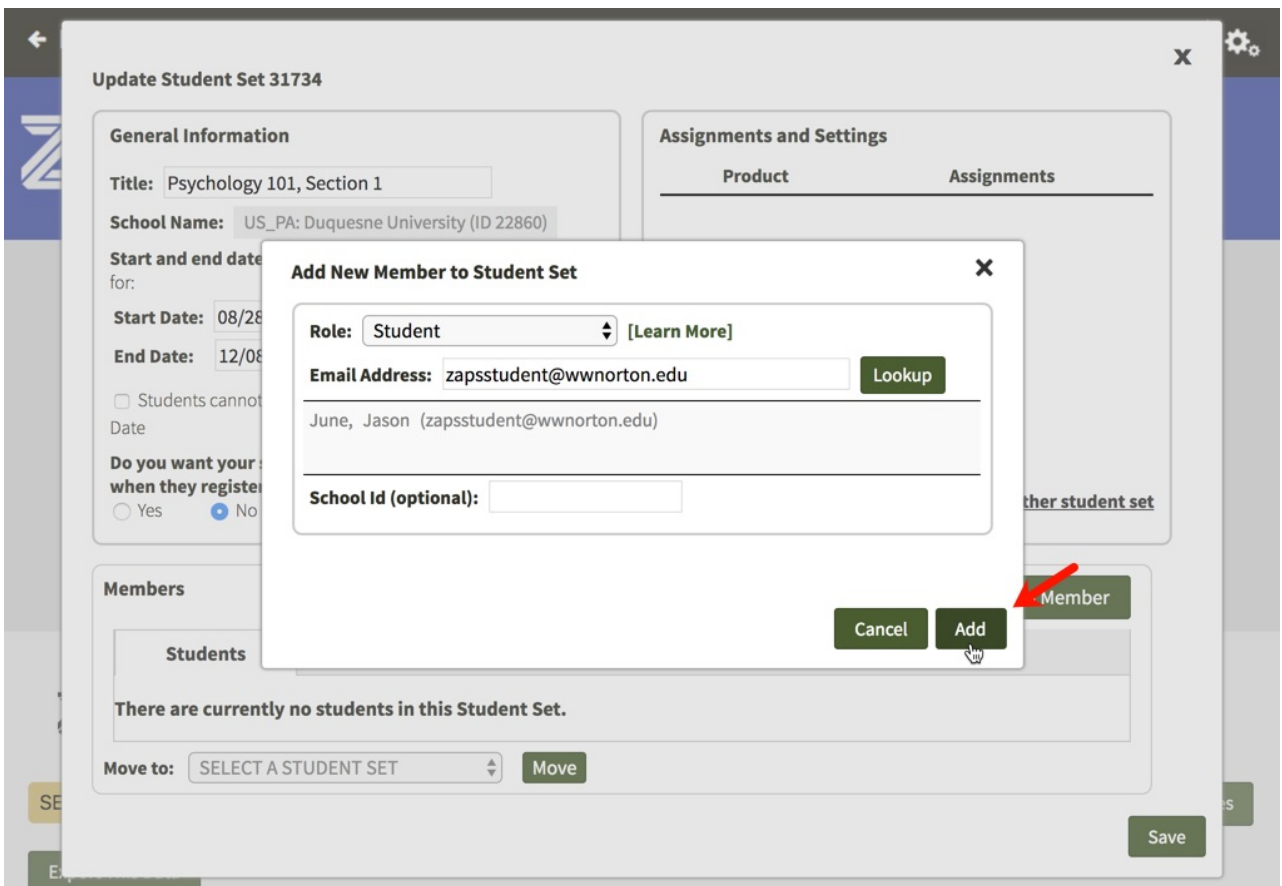 X
Update Student Set 31734
General Information
Title: Psychology 101, Section 1
School Name: US_PA: Duquesne University (ID 22860)
Start and end date
for:
Start Date: 08/28
End Date: 12/08
Students cannot
Date
Do you want your
when they register
Yes No
Assignments and Settings
Product Assignments
ther student set
Add New Member to Student Set
Role: Student [Learn More]
Email Address: zapsstudent@wwnorton.edu Lookup
June, Jason (zapsstudent@wwnorton.edu)
School Id (optional):
Cancel Add
Members
Member
Students
There are currently no students in this Student Set.
Move to: SELECT A STUDENT SET Move
SE
Save